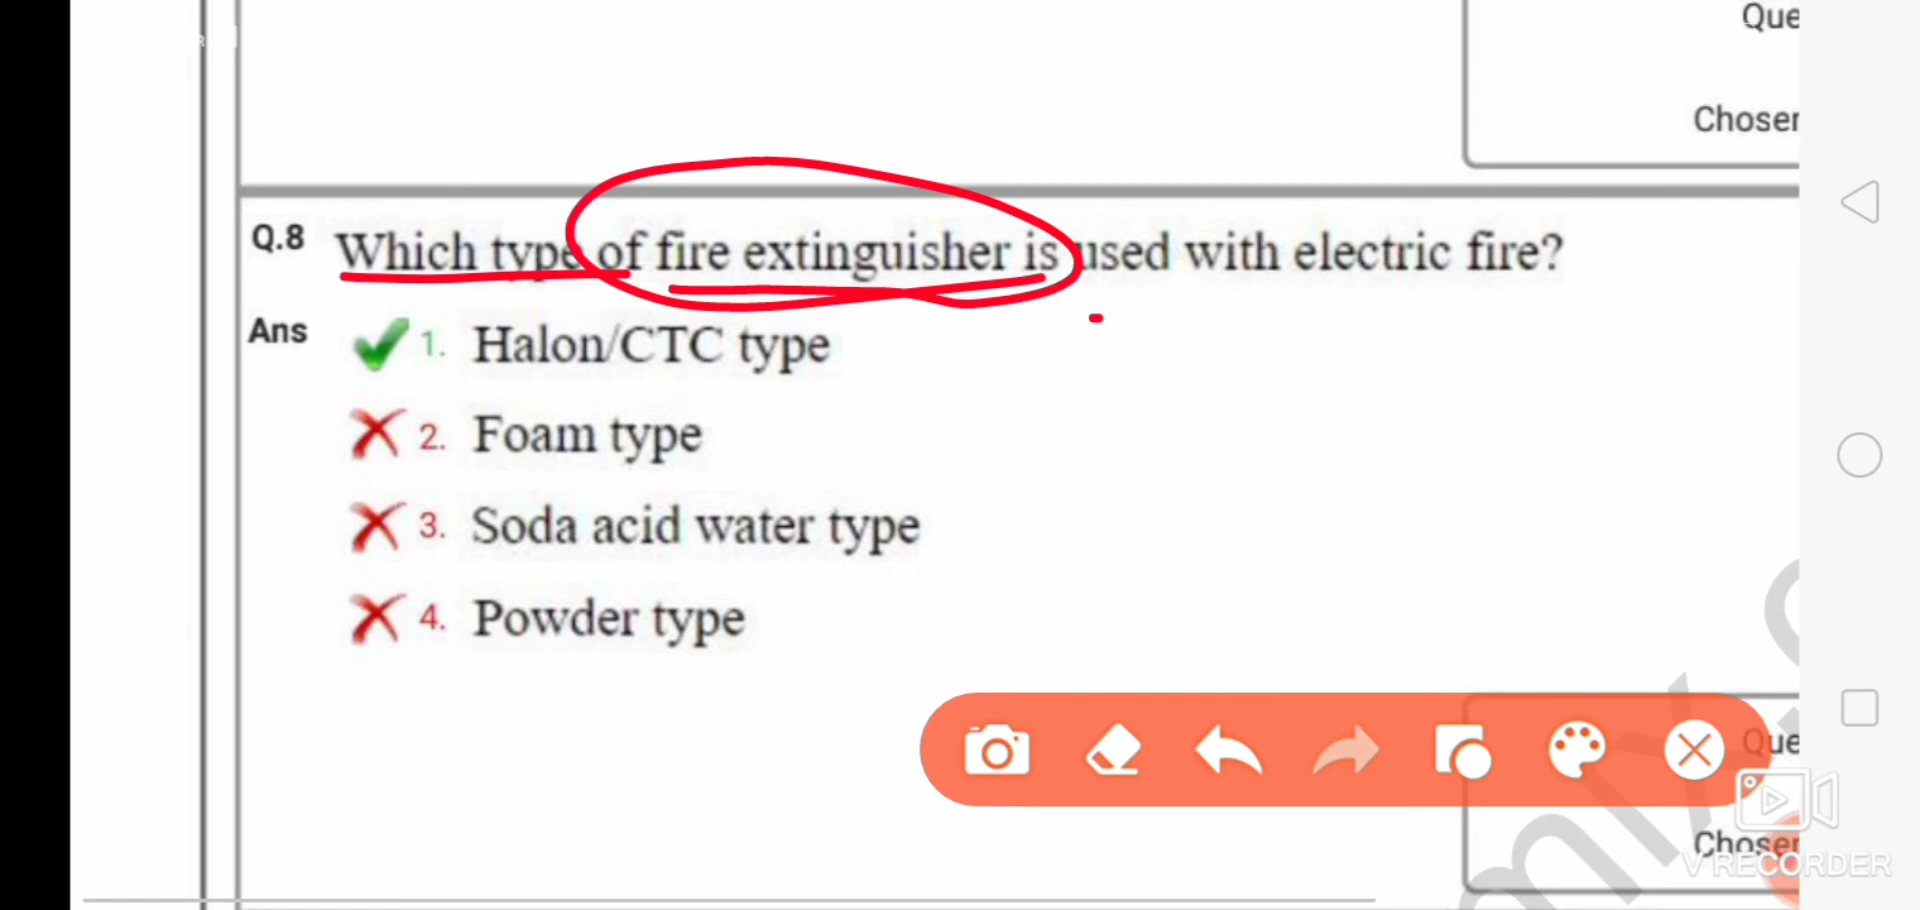 Que
Chosen
Q.8 Which type of fire extinguisher is used with electric fire?
Ans 1. Halon/CTC type
2. Foam type
3. Soda acid water type
4. Powder type
Que
Chosen
V RECORDER